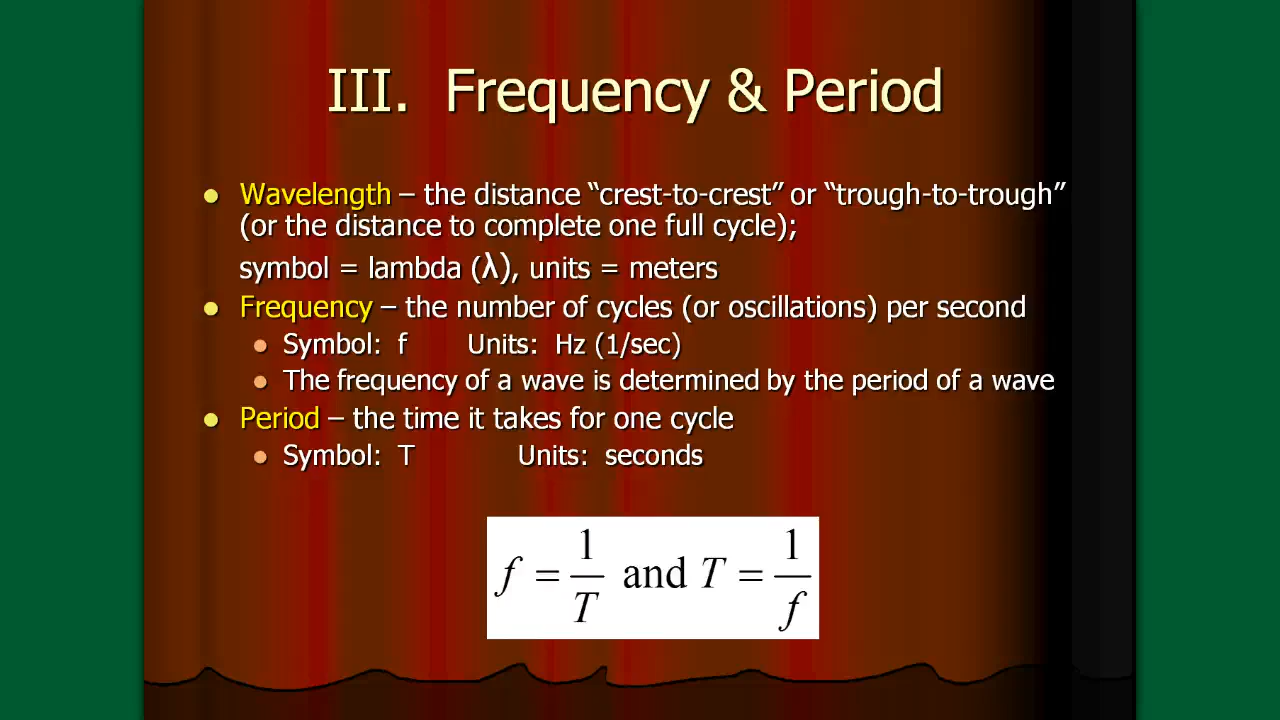 III. Frequency & Period
• Wavelength – the distance “crest-to-crest” or “trough-to-trough”
(or the distance to complete one full cycle);
symbol = lambda (λ), units = meters
• Frequency – the number of cycles (or oscillations) per second
• Symbol: f Units: Hz (1/sec)
• The frequency of a wave is determined by the period of a wave
• Period – the time it takes for one cycle
• Symbol: T Units: seconds
f = 1/T and T = 1/f